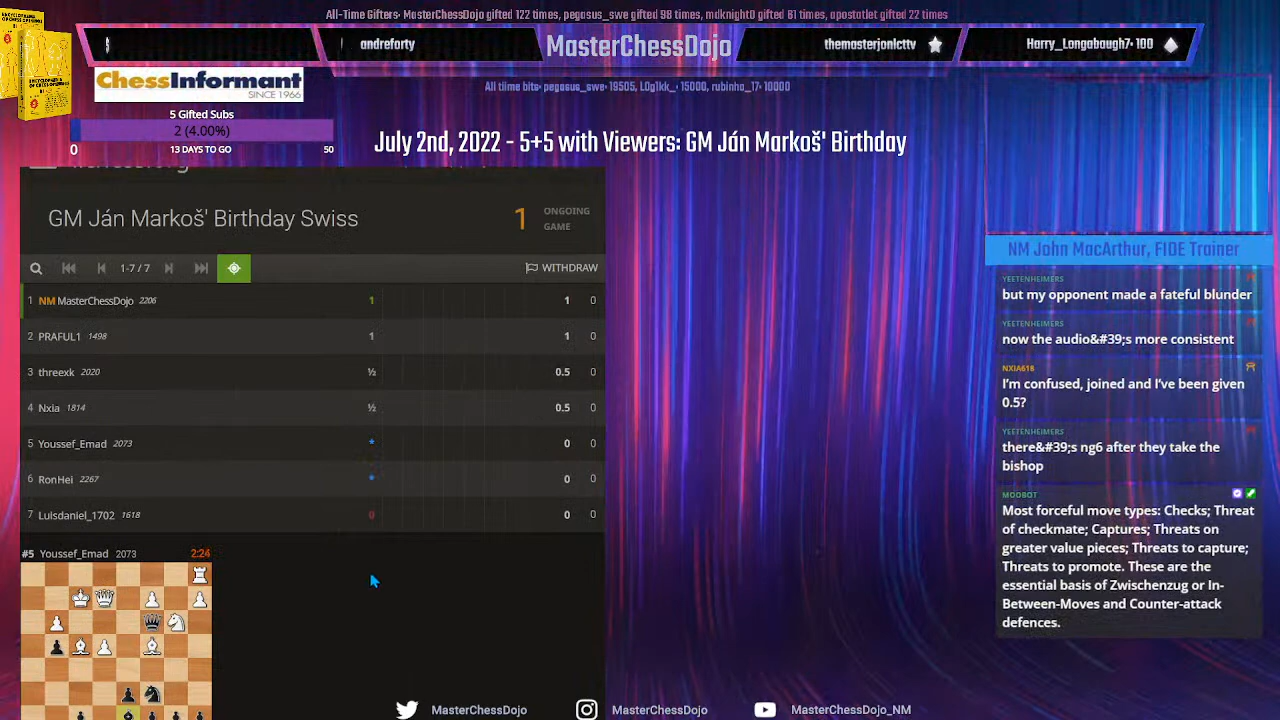 All-Time Gifters· MasterChessDojo gifted 122 times, pegasus_swe gifted 98 times, mdknight0 gifted 81 times, apostatlet gifted 22 times
andreforty
MasterChessDojo
themasterjonlcttv
Harry_Longabaugh7· 100
ChessInformant
SINCE 1966
All time bits· pegasus_swe· 19505, L0g1kk_· 15000, rubinho_17· 10000
5 Gifted Subs
2 (4.00%)
0
13 DAYS TO GO
50
July 2nd, 2022 - 5+5 with Viewers: GM Ján Markoš' Birthday
GM Ján Markoš' Birthday Swiss
1
ONGOING
GAME
1-7 / 7
WITHDRAW
1 NM MasterChessDojo 2206 1 1 0
2 PRAFUL1 1498 1 1 0
3 threexk 2020 ½ 0.5 0
4 Nxia 1814 ½ 0.5 0
5 Youssef_Emad 2073 * 0 0
6 RonHei 2267 * 0 0
7 Luisdaniel_1702 1618 0 0 0
#5 Youssef_Emad 2073 2:24
NM John MacArthur, FIDE Trainer
YEETENHEIMERS
but my opponent made a fateful blunder
YEETENHEIMERS
now the audio&#39;s more consistent
NXIA618
I'm confused, joined and I've been given
0.5?
YEETENHEIMERS
there&#39;s ng6 after they take the
bishop
MOOBOT
Most forceful move types: Checks; Threat
of checkmate; Captures; Threats on
greater value pieces; Threats to capture;
Threats to promote. These are the
essential basis of Zwischenzug or In-
Between-Moves and Counter-attack
defences.
MasterChessDojo
MasterChessDojo
MasterChessDojo_NM